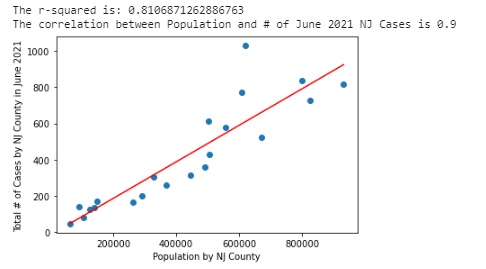 The r-squared is: 0.8106871262886763
The correlation between Population and # of June 2021 NJ Cases is 0.9
Total # of Cases by NJ County in June 2021
1000
800
600
400
200
0
200000 400000 600000 800000
Population by NJ County